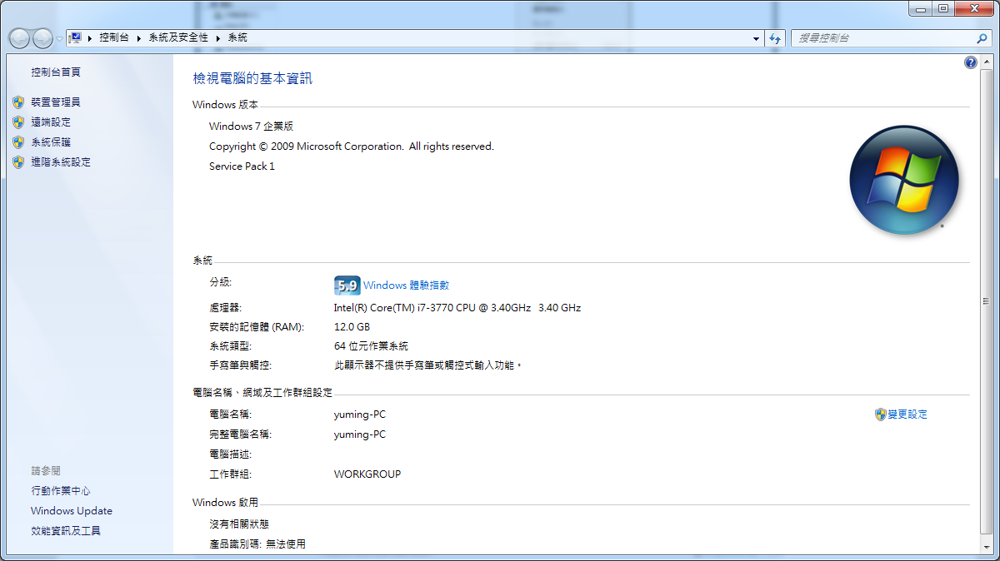 控制台 ▸ 系統及安全性 ▸ 系統
搜尋控制台
控制台首頁
裝置管理員
遠端設定
系統保護
進階系統設定
請參閱
行動作業中心
Windows Update
效能資訊及工具
檢視電腦的基本資訊
Windows 版本
Windows 7 企業版
Copyright © 2009 Microsoft Corporation.  All rights reserved.
Service Pack 1
系統
分級: 5.9 Windows 體驗指數
處理器: Intel(R) Core(TM) i7-3770 CPU @ 3.40GHz   3.40 GHz
安裝的記憶體 (RAM): 12.0 GB
系統類型: 64 位元作業系統
手寫筆與觸控: 此顯示器不提供手寫筆或觸控式輸入功能。
電腦名稱、網域及工作群組設定
電腦名稱: yuming-PC 變更設定
完整電腦名稱: yuming-PC
電腦描述:
工作群組: WORKGROUP
Windows 啟用
沒有相關狀態
產品識別碼: 無法使用